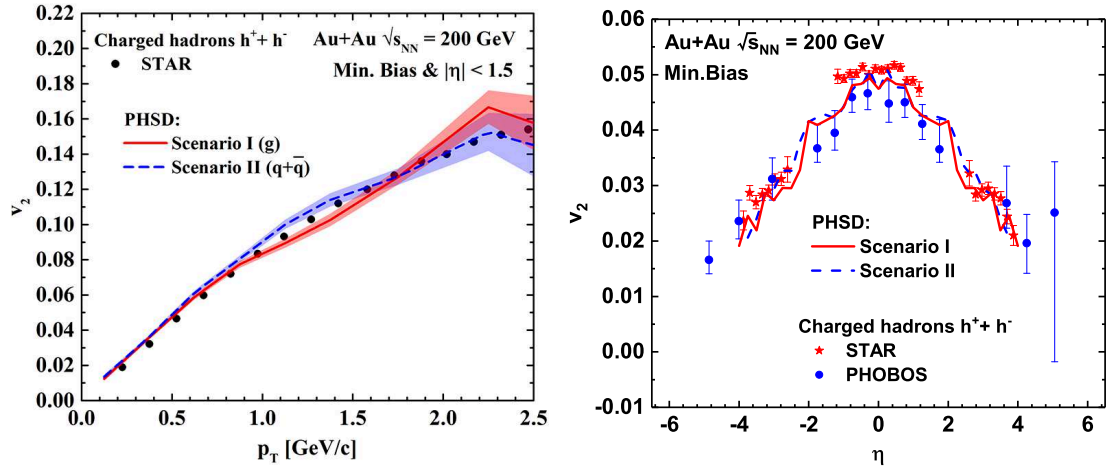 Charged hadrons h⁺+ h⁻
STAR
Au+Au √sNN = 200 GeV
Min. Bias & |η| < 1.5
PHSD:
Scenario I (g)
Scenario II (q+q̅)
0.18
0.16
0.14
0.12
0.10
0.08
0.06
0.04
0.02
0.00
v₂
0.0 0.5 1.0 1.5 2.0 2.5
pT [GeV/c]
Au+Au √sNN = 200 GeV
Min.Bias
PHSD:
Scenario I
Scenario II
Charged hadrons h⁺+ h⁻
STAR
PHOBOS
0.06
0.05
0.04
0.03
0.02
0.01
0.00
-0.01
v₂
-6 -4 -2 0 2 4 6
η